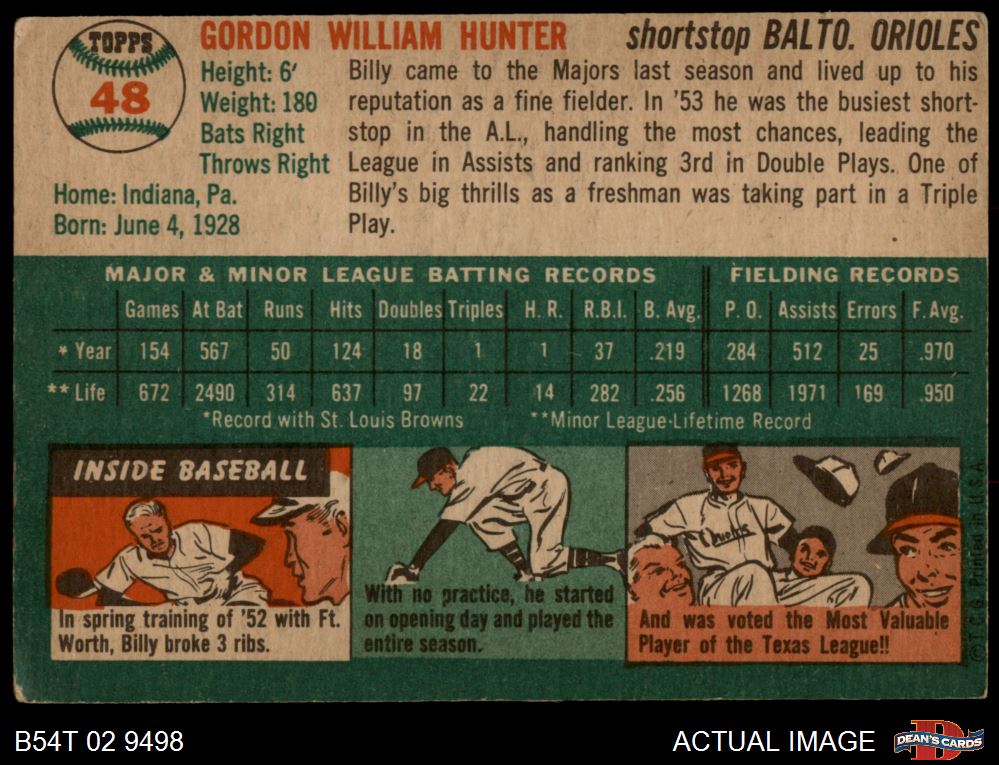 TOPPS
48
GORDON WILLIAM HUNTER
shortstop BALTO. ORIOLES
Height: 6'
Weight: 180
Bats Right
Throws Right
Home: Indiana, Pa.
Born: June 4, 1928
Billy came to the Majors last season and lived up to his
reputation as a fine fielder. In '53 he was the busiest short-
stop in the A.L., handling the most chances, leading the
League in Assists and ranking 3rd in Double Plays. One of
Billy's big thrills as a freshman was taking part in a Triple
Play.
MAJOR & MINOR LEAGUE BATTING RECORDS FIELDING RECORDS
Games At Bat Runs Hits Doubles Triples H. R. R.B.I. B. Avg. P. O. Assists Errors F. Avg.
* Year 154 567 50 124 18 1 1 37 .219 284 512 25 .970
** Life 672 2490 314 637 97 22 14 282 .256 1268 1971 169 .950
*Record with St. Louis Browns **Minor League-Lifetime Record
INSIDE BASEBALL
In spring training of '52 with Ft.
Worth, Billy broke 3 ribs.
With no practice, he started
on opening day and played the
entire season.
Orioles
And was voted the Most Valuable
Player of the Texas League!!
© T. C. G. Printed in U.S.A.
B54T 02 9498
ACTUAL IMAGE
DEAN'S CARDS